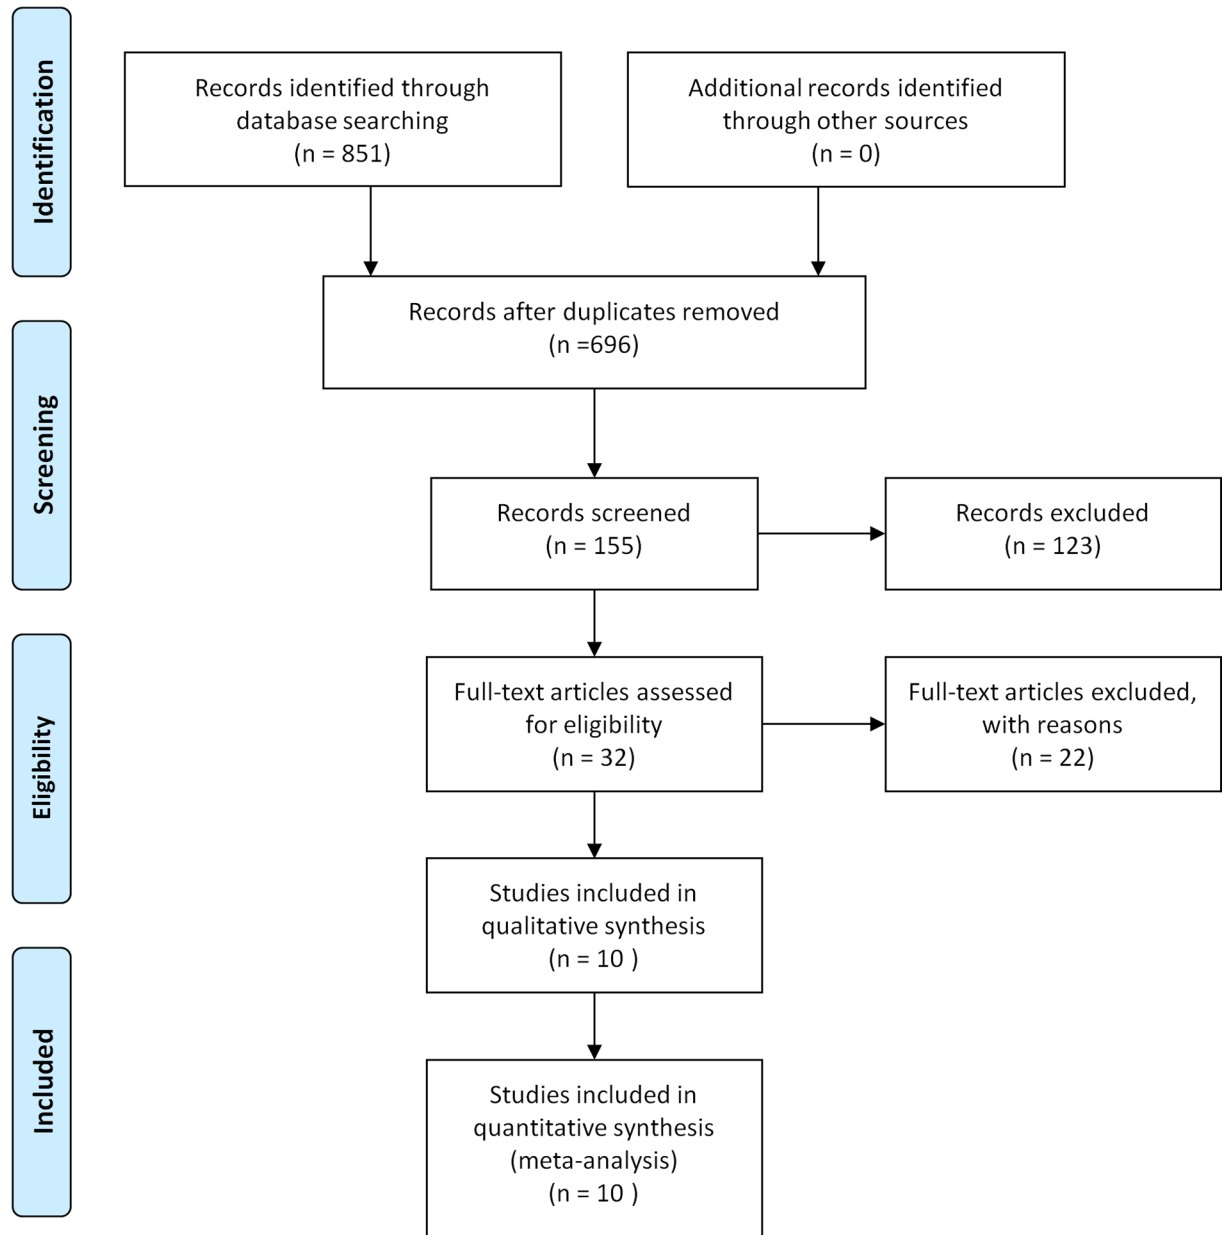 Identification
Records identified through
database searching
(n = 851)
Additional records identified
through other sources
(n = 0)
Records after duplicates removed
(n =696)
Screening
Records screened
(n = 155)
Records excluded
(n = 123)
Eligibility
Full-text articles assessed
for eligibility
(n = 32)
Full-text articles excluded,
with reasons
(n = 22)
Studies included in
qualitative synthesis
(n = 10 )
Included
Studies included in
quantitative synthesis
(meta-analysis)
(n = 10 )